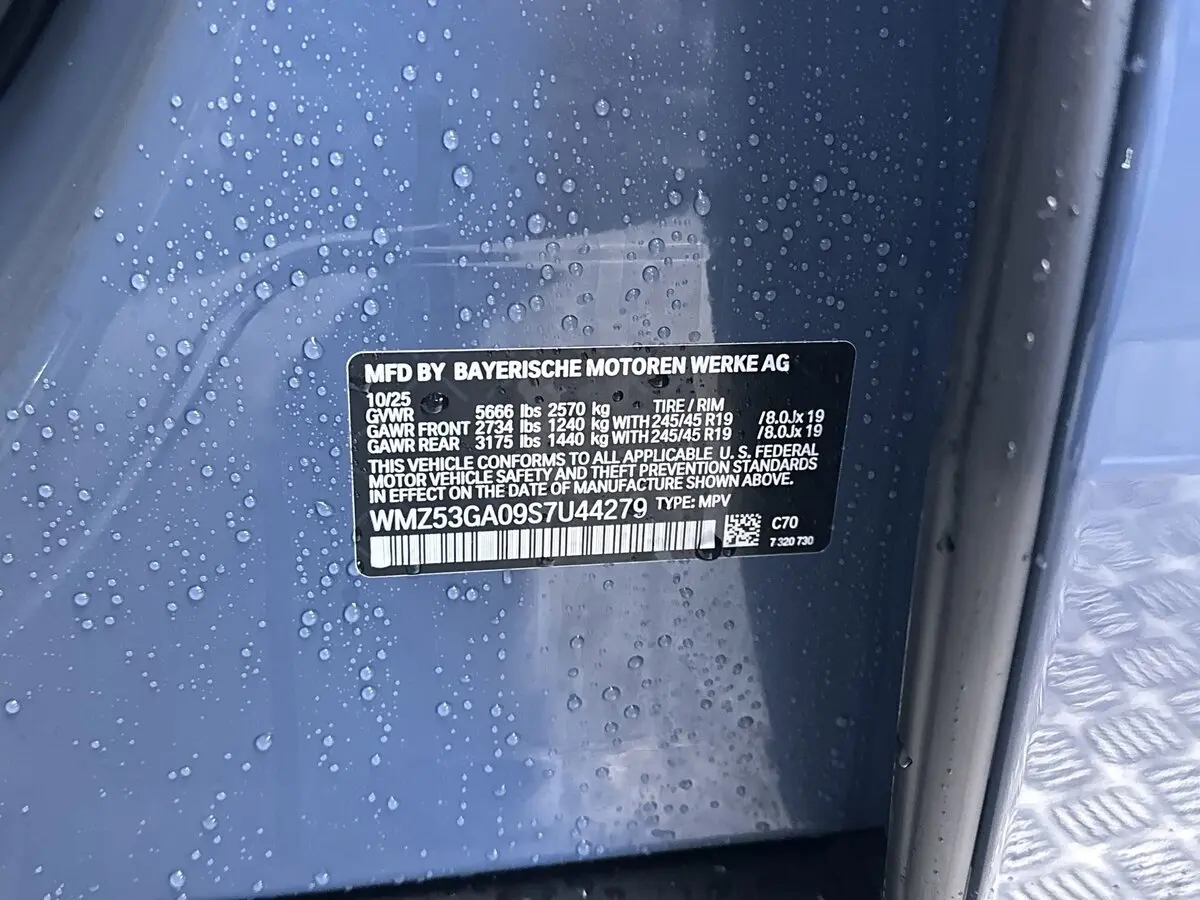 MFD BY BAYERISCHE MOTOREN WERKE AG
10/25
GVWR 5666 lbs 2570 kg TIRE / RIM
GAWR FRONT 2734 lbs 1240 kg WITH 245/45 R19 /8.0Jx 19
GAWR REAR 3175 lbs 1440 kg WITH 245/45 R19 /8.0Jx 19
THIS VEHICLE CONFORMS TO ALL APPLICABLE U. S. FEDERAL
MOTOR VEHICLE SAFETY AND THEFT PREVENTION STANDARDS
IN EFFECT ON THE DATE OF MANUFACTURE SHOWN ABOVE.
WMZ53GA09S7U44279 TYPE: MPV
C70
7 320 730